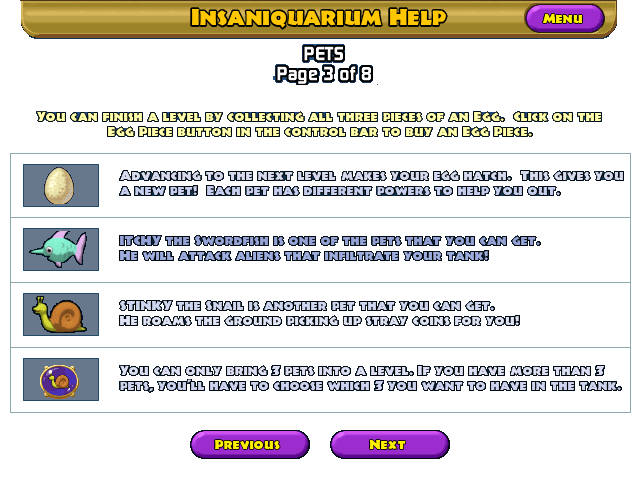 Insaniquarium Help
Menu
PETS
Page 3 of 8
You can finish a level by collecting all three pieces of an Egg. Click on the
Egg Piece button in the control bar to buy an Egg Piece.
Advancing to the next level makes your egg hatch. This gives you
a new pet! Each pet has different powers to help you out.
ITCHY the Swordfish is one of the pets that you can get.
He will attack aliens that infiltrate your tank!
STINKY the Snail is another pet that you can get.
He roams the ground picking up stray coins for you!
You can only bring 3 pets into a level. If you have more than 3
pets, you'll have to choose which 3 you want to have in the tank.
Previous
Next